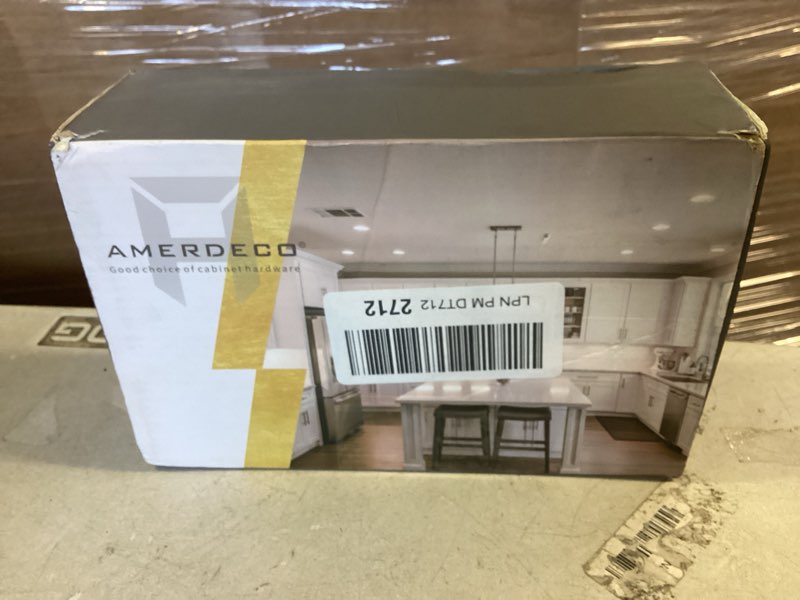 AMERDECO®
Good choice of cabinet hardware
LPN PM DT712 2712